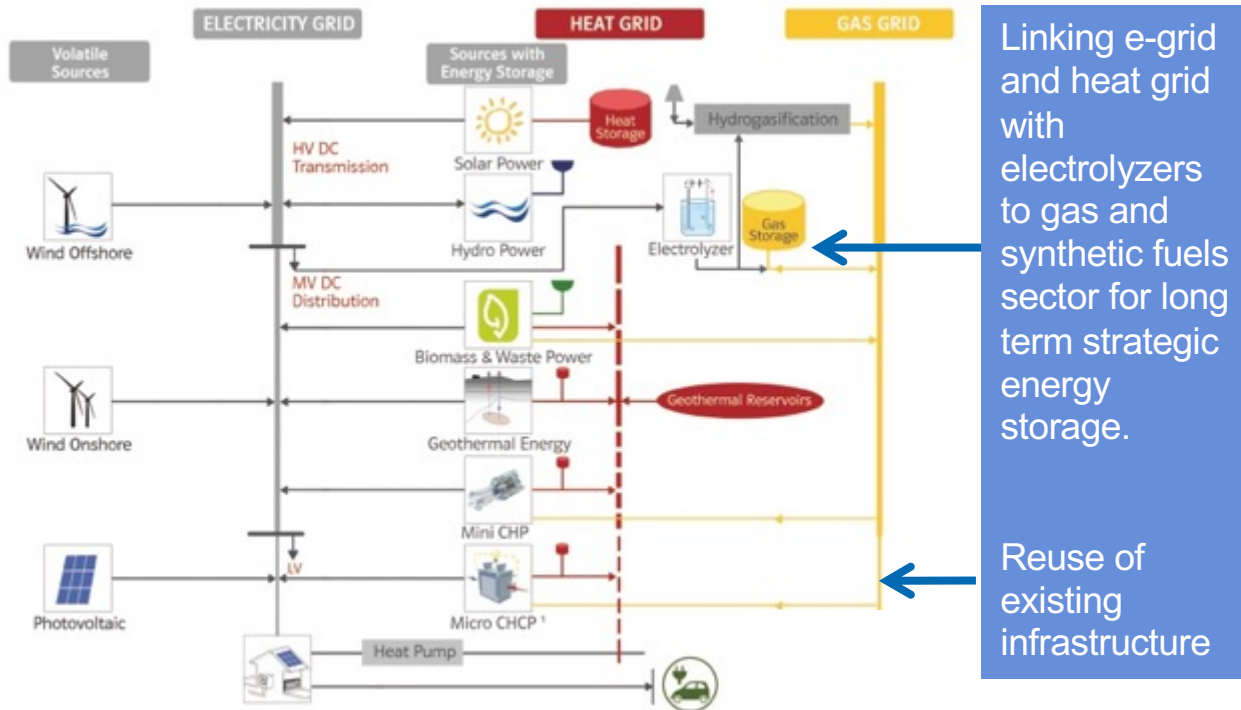 ELECTRICITY GRID
HEAT GRID
GAS GRID
Volatile
Sources
Sources with
Energy Storage
Heat
Storage
Hydrogasification
Solar Power
HV DC
Transmission
Wind Offshore
Hydro Power
Electrolyzer
Gas
Storage
MV DC
Distribution
Biomass & Waste Power
Geothermal Reservoirs
Wind Onshore
Geothermal Energy
Mini CHP
LV
Photovoltaic
Micro CHCP ¹
Heat Pump
Linking e-grid
and heat grid
with
electrolyzers
to gas and
synthetic fuels
sector for long
term strategic
energy
storage.
Reuse of
existing
infrastructure